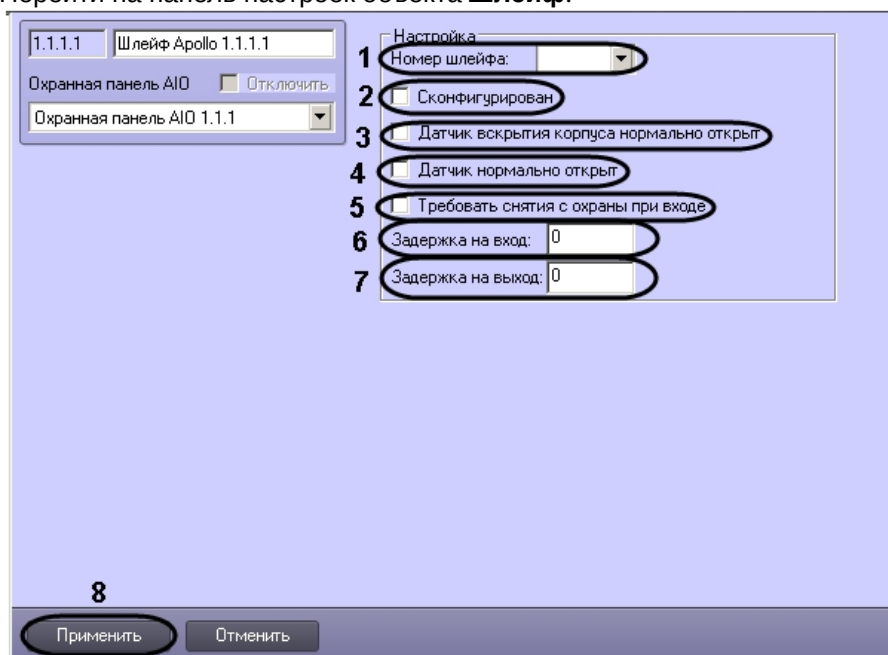 Перейти на панель настроек объекта Шлейф.
1.1.1.1 Шлейф Apollo 1.1.1.1
Охранная панель AIO Отключить
Охранная панель AIO 1.1.1
Настройка
1 Номер шлейфа:
2 Сконфигурирован
3 Датчик вскрытия корпуса нормально открыт
4 Датчик нормально открыт
5 Требовать снятия с охраны при входе
6 Задержка на вход: 0
7 Задержка на выход: 0
8
Применить Отменить